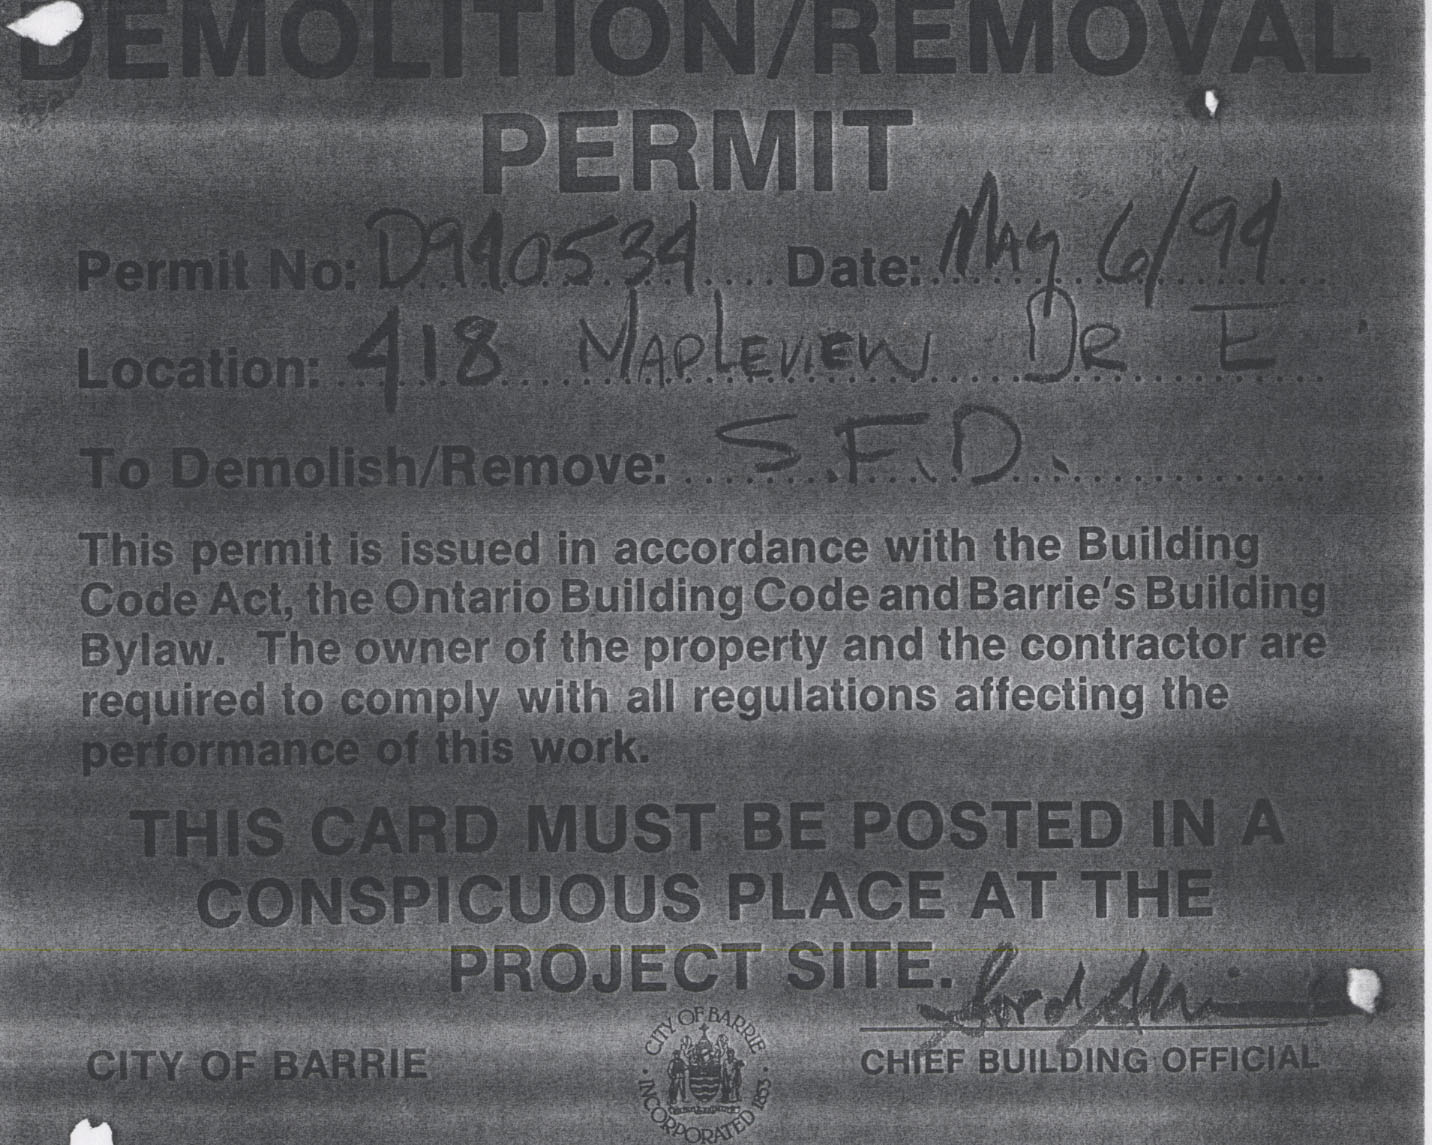 DEMOLITION/REMOVAL
PERMIT
Permit No: D940534 Date: May 6/94
Location: 418 MAPLEVIEW DR E
To Demolish/Remove: S.F.D.
This permit is issued in accordance with the Building
Code Act, the Ontario Building Code and Barrie's Building
Bylaw. The owner of the property and the contractor are
required to comply with all regulations affecting the
performance of this work.
THIS CARD MUST BE POSTED IN A
CONSPICUOUS PLACE AT THE
PROJECT SITE.
CITY OF BARRIE
CITY OF BARRIE
INCORPORATED 1853
CHIEF BUILDING OFFICIAL